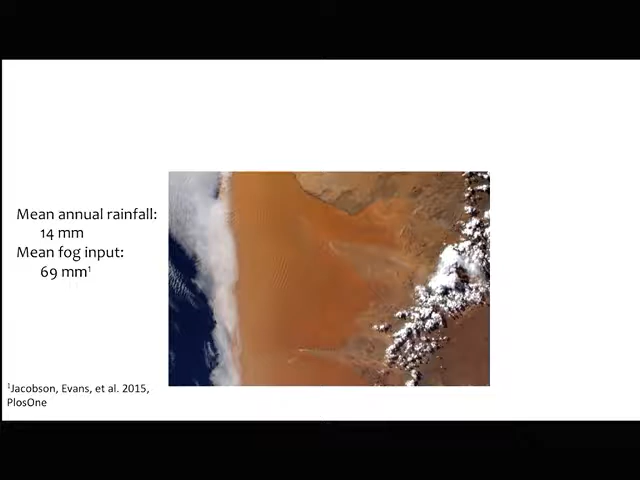 Mean annual rainfall:
14 mm
Mean fog input:
69 mm¹
¹Jacobson, Evans, et al. 2015,
PlosOne